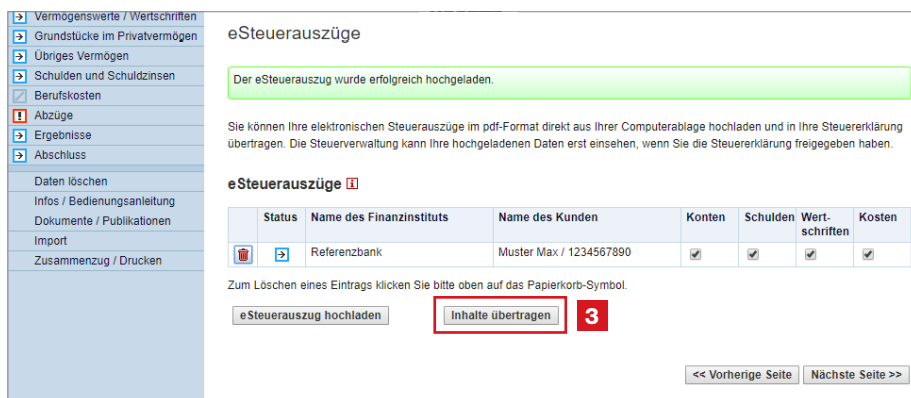 Vermögenswerte / Wertschriften
Grundstücke im Privatvermögen
Übriges Vermögen
Schulden und Schuldzinsen
Berufskosten
Abzüge
Ergebnisse
Abschluss
Daten löschen
Infos / Bedienungsanleitung
Dokumente / Publikationen
Import
Zusammenzug / Drucken
eSteuerauszüge
Der eSteuerauszug wurde erfolgreich hochgeladen.
Sie können Ihre elektronischen Steuerauszüge im pdf-Format direkt aus Ihrer Computerablage hochladen und in Ihre Steuererklärung
übertragen. Die Steuerverwaltung kann Ihre hochgeladenen Daten erst einsehen, wenn Sie die Steuererklärung freigegeben haben.
eSteuerauszüge i
Status Name des Finanzinstituts Name des Kunden Konten Schulden Wert-
schriften Kosten
Referenzbank Muster Max / 1234567890
Zum Löschen eines Eintrags klicken Sie bitte oben auf das Papierkorb-Symbol.
eSteuerauszug hochladen Inhalte übertragen 3
<< Vorherige Seite Nächste Seite >>